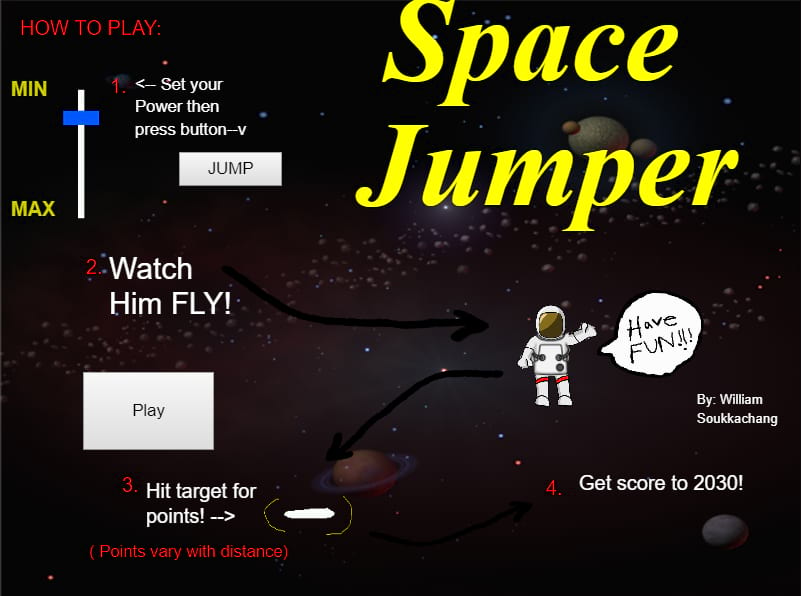 HOW TO PLAY:
Space
Jumper
MIN
1. <-- Set your
Power then
press button--v
JUMP
MAX
2. Watch
Him FLY!
Have
FUN!!!
Play
By: William
Soukkachang
3. Hit target for
points! -->
4. Get score to 2030!
( Points vary with distance)